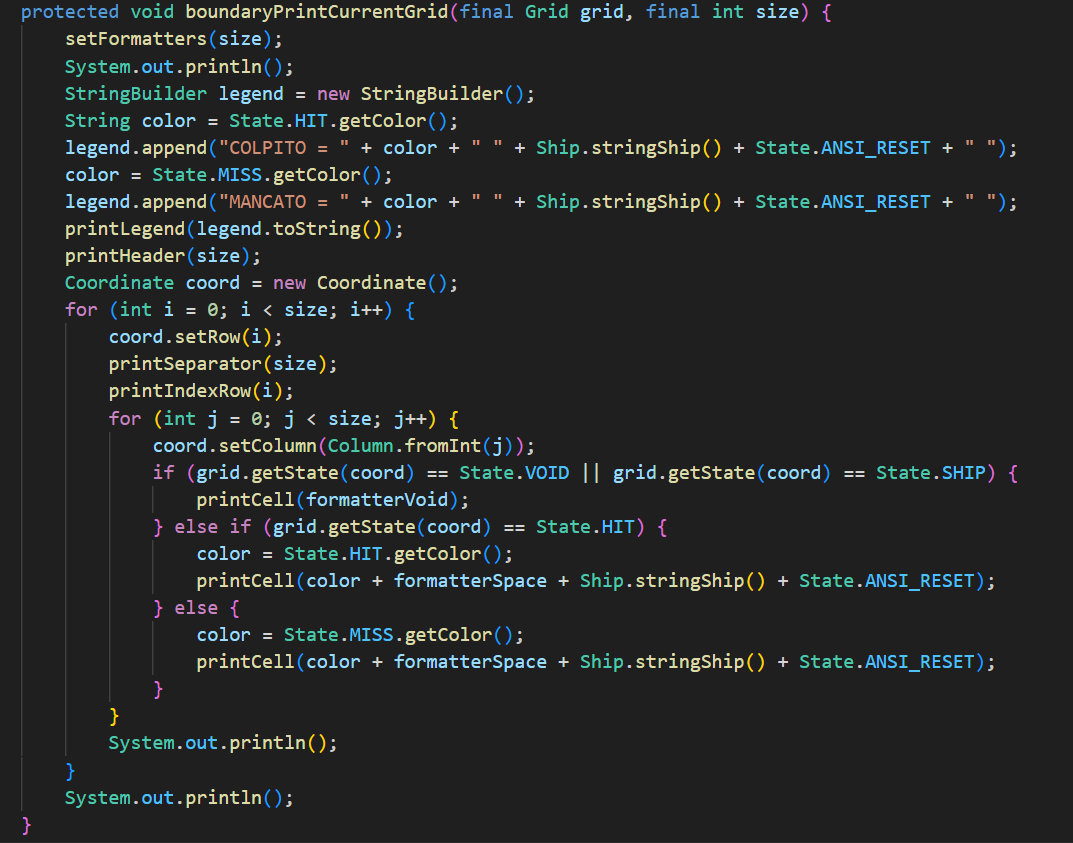 protected void boundaryPrintCurrentGrid(final Grid grid, final int size) {
    setFormatters(size);
    System.out.println();
    StringBuilder legend = new StringBuilder();
    String color = State.HIT.getColor();
    legend.append("COLPITO = " + color + " " + Ship.stringShip() + State.ANSI_RESET + " ");
    color = State.MISS.getColor();
    legend.append("MANCATO = " + color + " " + Ship.stringShip() + State.ANSI_RESET + " ");
    printLegend(legend.toString());
    printHeader(size);
    Coordinate coord = new Coordinate();
    for (int i = 0; i < size; i++) {
        coord.setRow(i);
        printSeparator(size);
        printIndexRow(i);
        for (int j = 0; j < size; j++) {
            coord.setColumn(Column.fromInt(j));
            if (grid.getState(coord) == State.VOID || grid.getState(coord) == State.SHIP) {
                printCell(formatterVoid);
            } else if (grid.getState(coord) == State.HIT) {
                color = State.HIT.getColor();
                printCell(color + formatterSpace + Ship.stringShip() + State.ANSI_RESET);
            } else {
                color = State.MISS.getColor();
                printCell(color + formatterSpace + Ship.stringShip() + State.ANSI_RESET);
            }
        }
        System.out.println();
    }
    System.out.println();
}